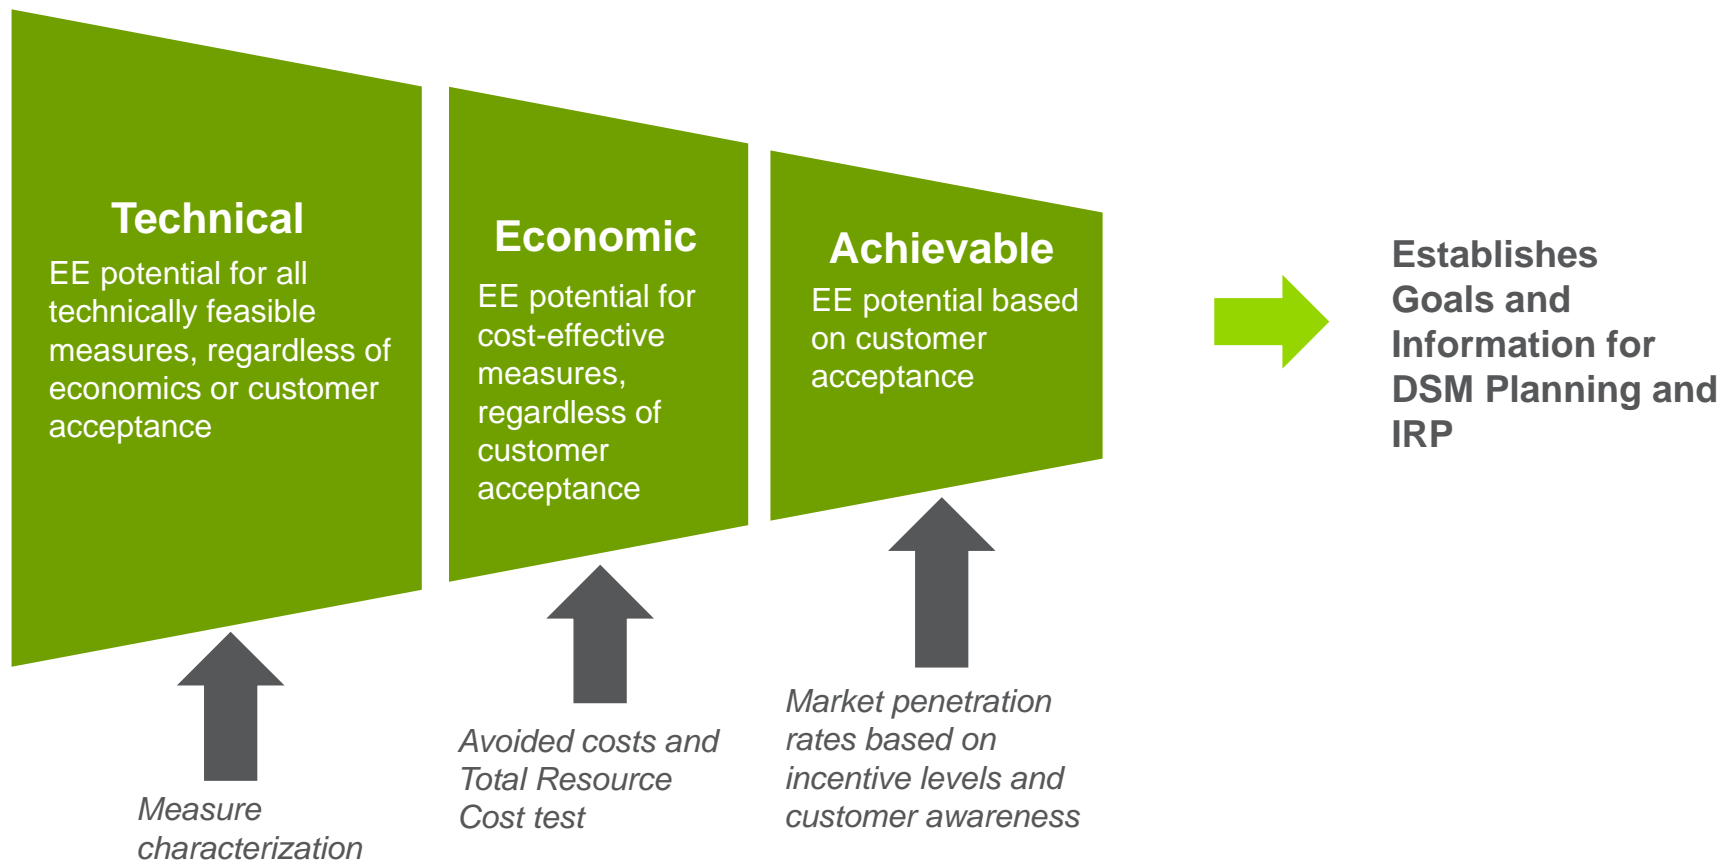 Technical
EE potential for all
technically feasible
measures, regardless of
economics or customer
acceptance
Economic
EE potential for
cost-effective
measures,
regardless of
customer
acceptance
Achievable
EE potential based
on customer
acceptance
Establishes
Goals and
Information for
DSM Planning and
IRP
Measure
characterization
Avoided costs and
Total Resource
Cost test
Market penetration
rates based on
incentive levels and
customer awareness